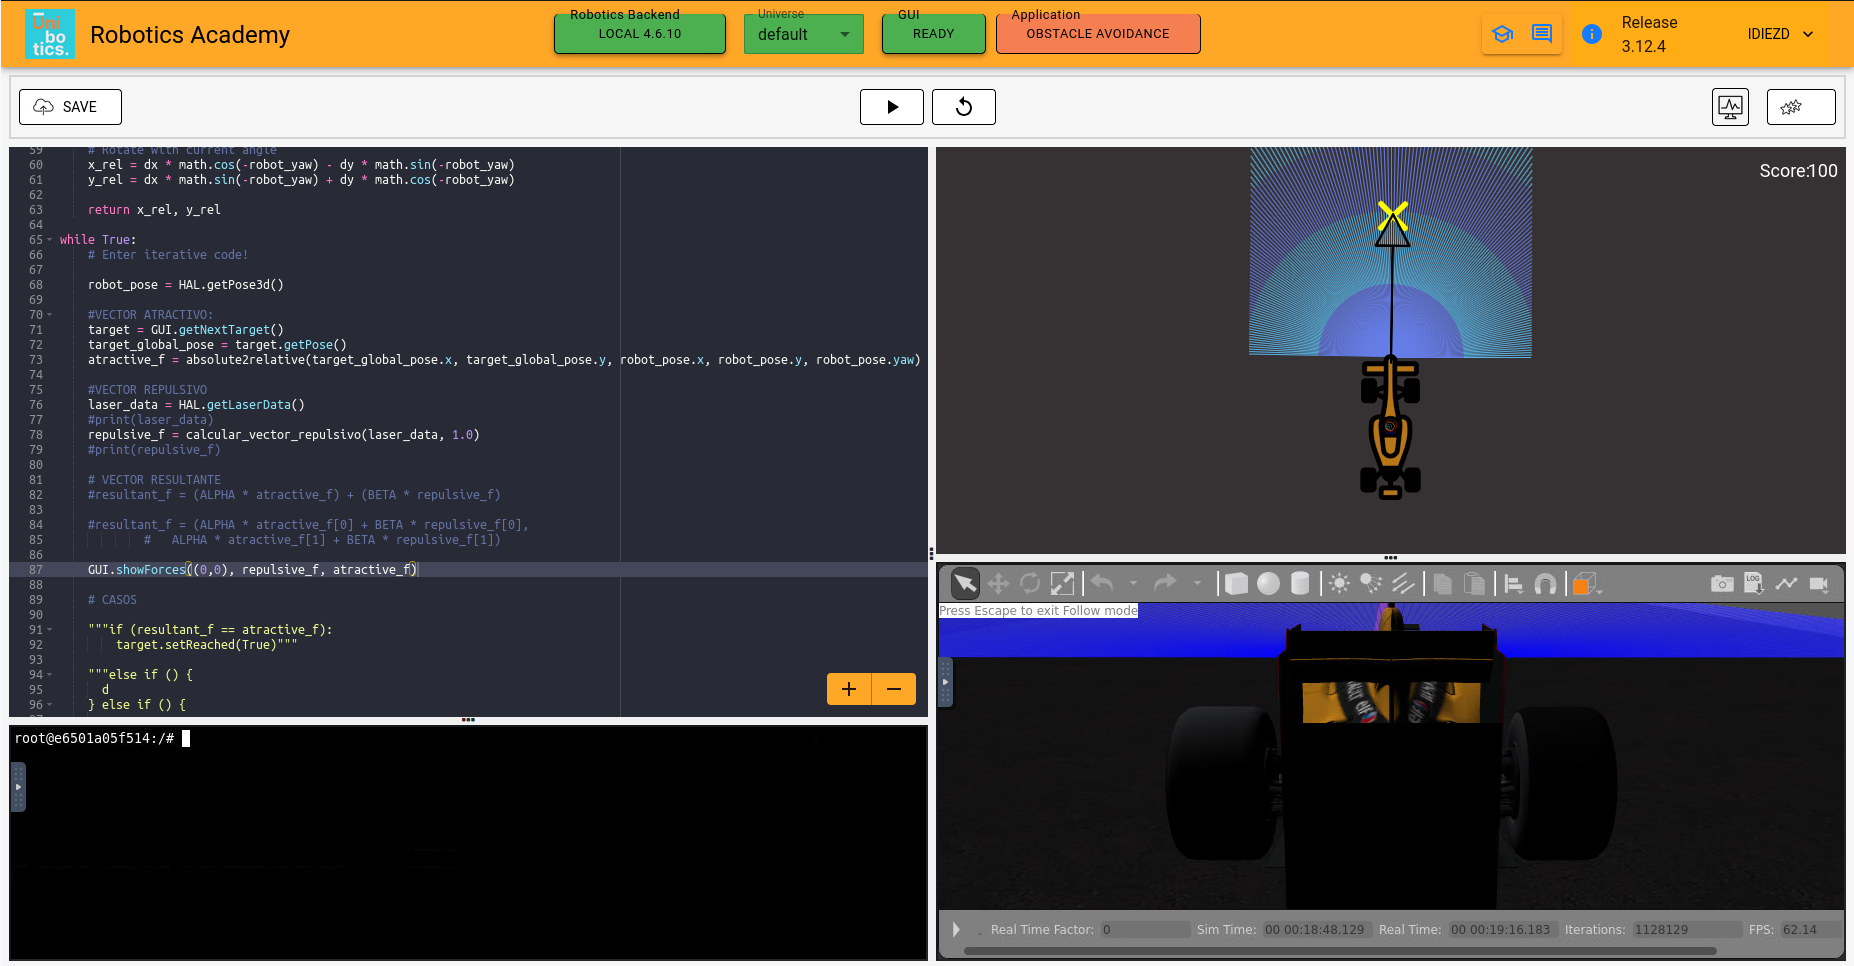 Uni
bo
tics.
Robotics Academy
Robotics Backend
LOCAL 4.6.10
Universe
default
GUI
READY
Application
OBSTACLE AVOIDANCE
Release
3.12.4
IDIEZD
SAVE
59 # Rotate with current angle
60 x_rel = dx * math.cos(-robot_yaw) - dy * math.sin(-robot_yaw)
61 y_rel = dx * math.sin(-robot_yaw) + dy * math.cos(-robot_yaw)
62
63 return x_rel, y_rel
64
65 while True:
66 # Enter iterative code!
67
68 robot_pose = HAL.getPose3d()
69
70 #VECTOR ATRACTIVO:
71 target = GUI.getNextTarget()
72 target_global_pose = target.getPose()
73 atractive_f = absolute2relative(target_global_pose.x, target_global_pose.y, robot_pose.x, robot_pose.y, robot_pose.yaw)
74
75 #VECTOR REPULSIVO
76 laser_data = HAL.getLaserData()
77 #print(laser_data)
78 repulsive_f = calcular_vector_repulsivo(laser_data, 1.0)
79 #print(repulsive_f)
80
81 # VECTOR RESULTANTE
82 #resultant_f = (ALPHA * atractive_f) + (BETA * repulsive_f)
83
84 #resultant_f = (ALPHA * atractive_f[0] + BETA * repulsive_f[0],
85 # ALPHA * atractive_f[1] + BETA * repulsive_f[1])
86
87 GUI.showForces((0,0), repulsive_f, atractive_f)
88
89 # CASOS
90
91 """if (resultant_f == atractive_f):
92 target.setReached(True)"""
93
94 """else if () {
95 d
96 } else if () {
+ −
root@e6501a05f514:/#
Score:100
LOG
Press Escape to exit Follow mode
Real Time Factor: 0 Sim Time: 00 00:18:48.129 Real Time: 00 00:19:16.183 Iterations: 1128129 FPS: 62.14